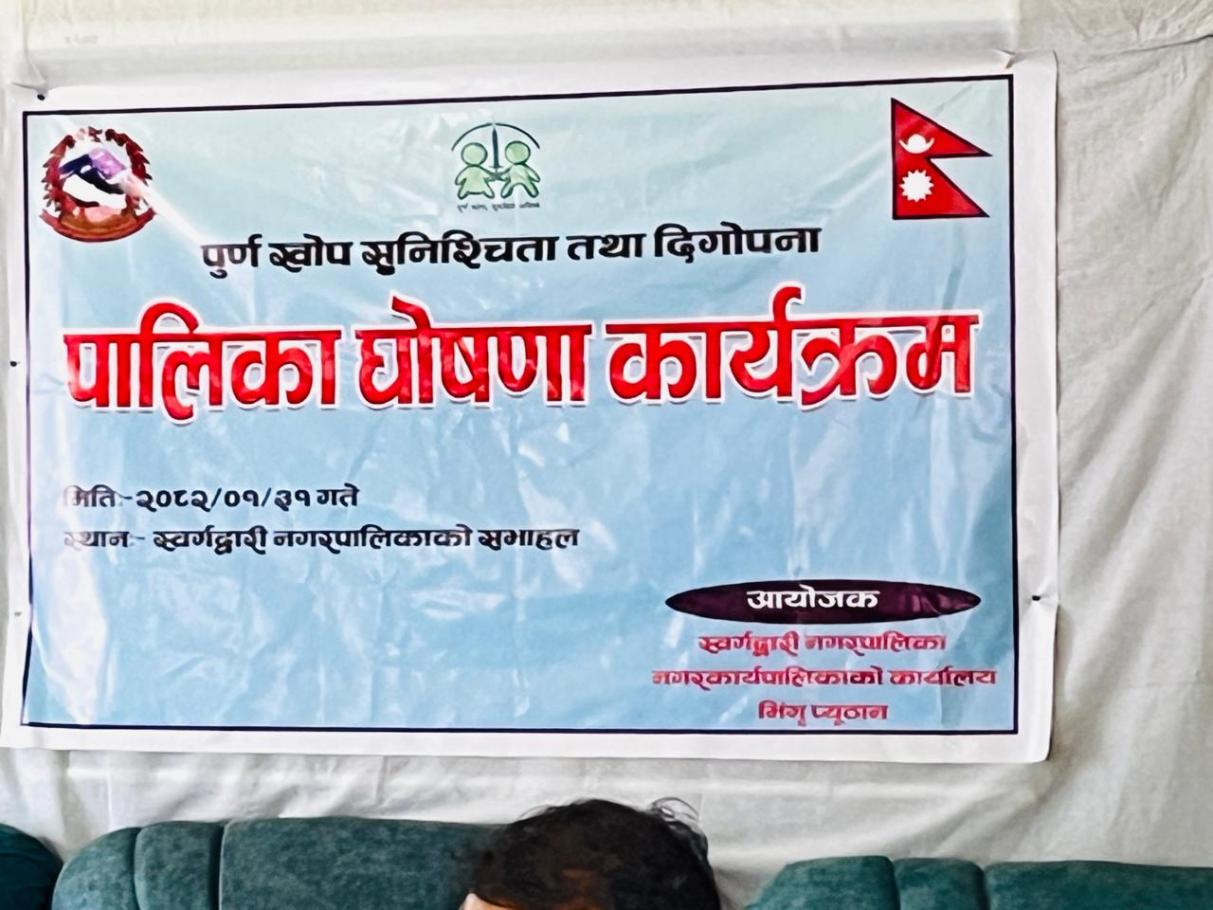 पुर्ण खोप सुनिश्चिता तथा दिगोपना
पालिका घोषणा कार्यक्रम
मिति:-२०८२/०१/३१ गते
स्थान:- स्वर्गद्वारी नगरपालिकाको सभाहल
आयोजक
स्वर्गद्वारी नगरपालिका
नगरकार्यपालिकाको कार्यालय
भिंगृ प्यूठान